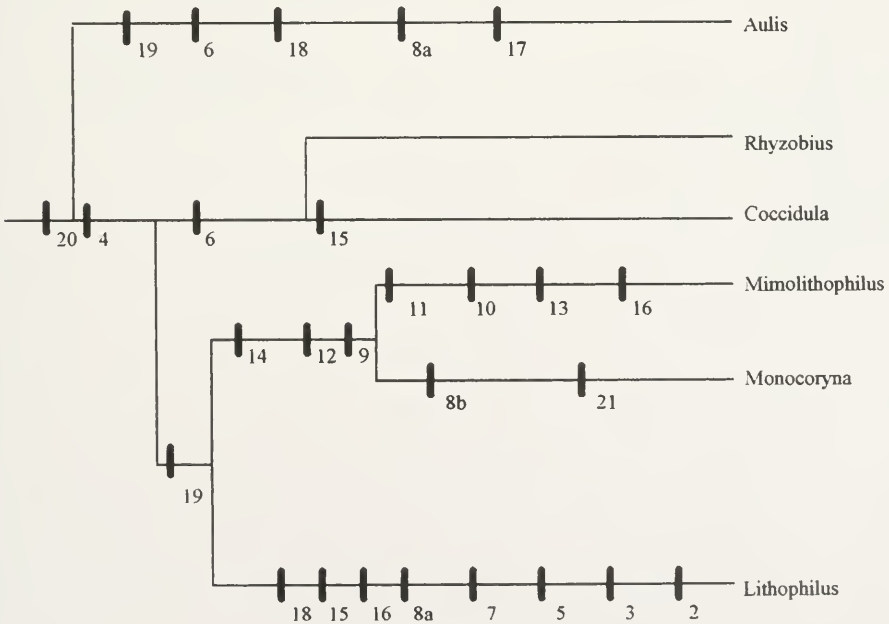 Aulis
19 6 18 8a 17
Rhyzobius
Coccidula
20 4 6 15
Mimolithophilus
11 10 13 16
14 12 9
Monocoryna
8b 21
19
Lithophilus
18 15 16 8a 7 5 3 2